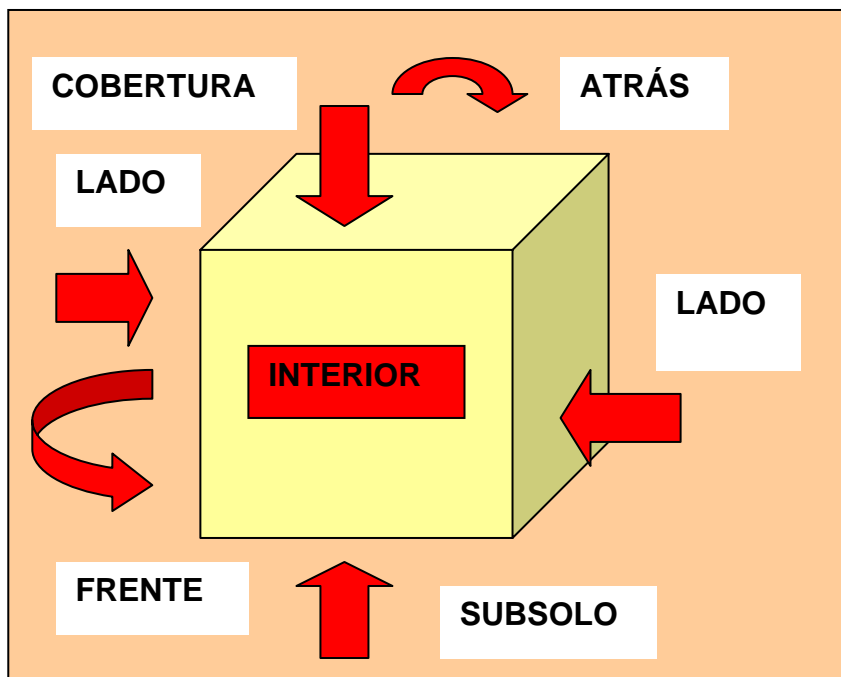 COBERTURA
ATRÁS
LADO
LADO
INTERIOR
FRENTE
SUBSOLO